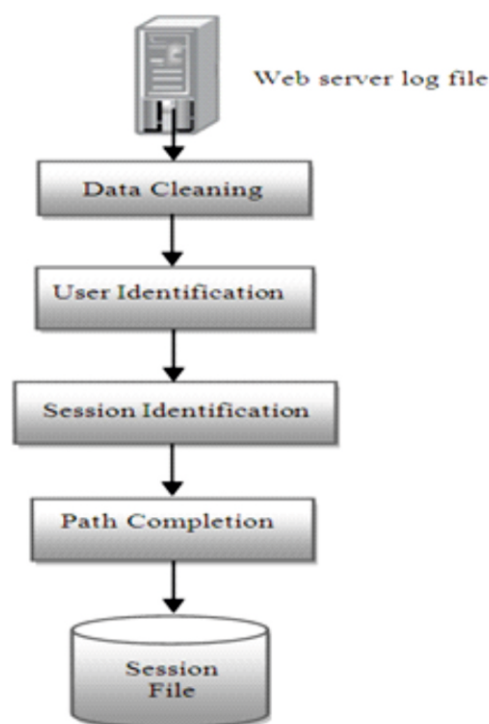 Web server log file
Data Cleaning
User Identification
Session Identification
Path Completion
Session
File